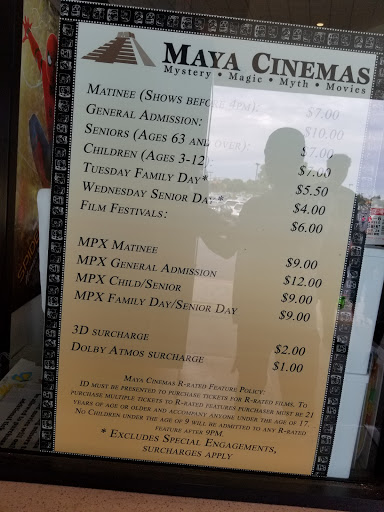 MAYA CINEMAS
Mystery • Magic • Myth • Movies
MATINEE (SHOWS BEFORE 4PM): $7.00
GENERAL ADMISSION: $10.00
SENIORS (AGES 63 AND OVER): $7.00
CHILDREN (AGES 3-12): $7.00
TUESDAY FAMILY DAY* $5.50
WEDNESDAY SENIOR DAY* $4.00
FILM FESTIVALS: $6.00
MPX MATINEE $9.00
MPX GENERAL ADMISSION $12.00
MPX CHILD/SENIOR $9.00
MPX FAMILY DAY/SENIOR DAY $9.00
3D SURCHARGE $2.00
DOLBY ATMOS SURCHARGE $1.00
MAYA CINEMAS R-RATED FEATURE POLICY:
ID MUST BE PRESENTED TO PURCHASE TICKETS FOR R-RATED FILMS. TO
PURCHASE MULTIPLE TICKETS TO R-RATED FEATURES PURCHASER MUST BE 21
YEARS OF AGE OR OLDER AND ACCOMPANY ANYONE UNDER THE AGE OF 17.
NO CHILDREN UNDER THE AGE OF 9 WILL BE ADMITTED TO ANY R-RATED
FEATURE AFTER 9PM.
* EXCLUDES SPECIAL ENGAGEMENTS,
SURCHARGES APPLY